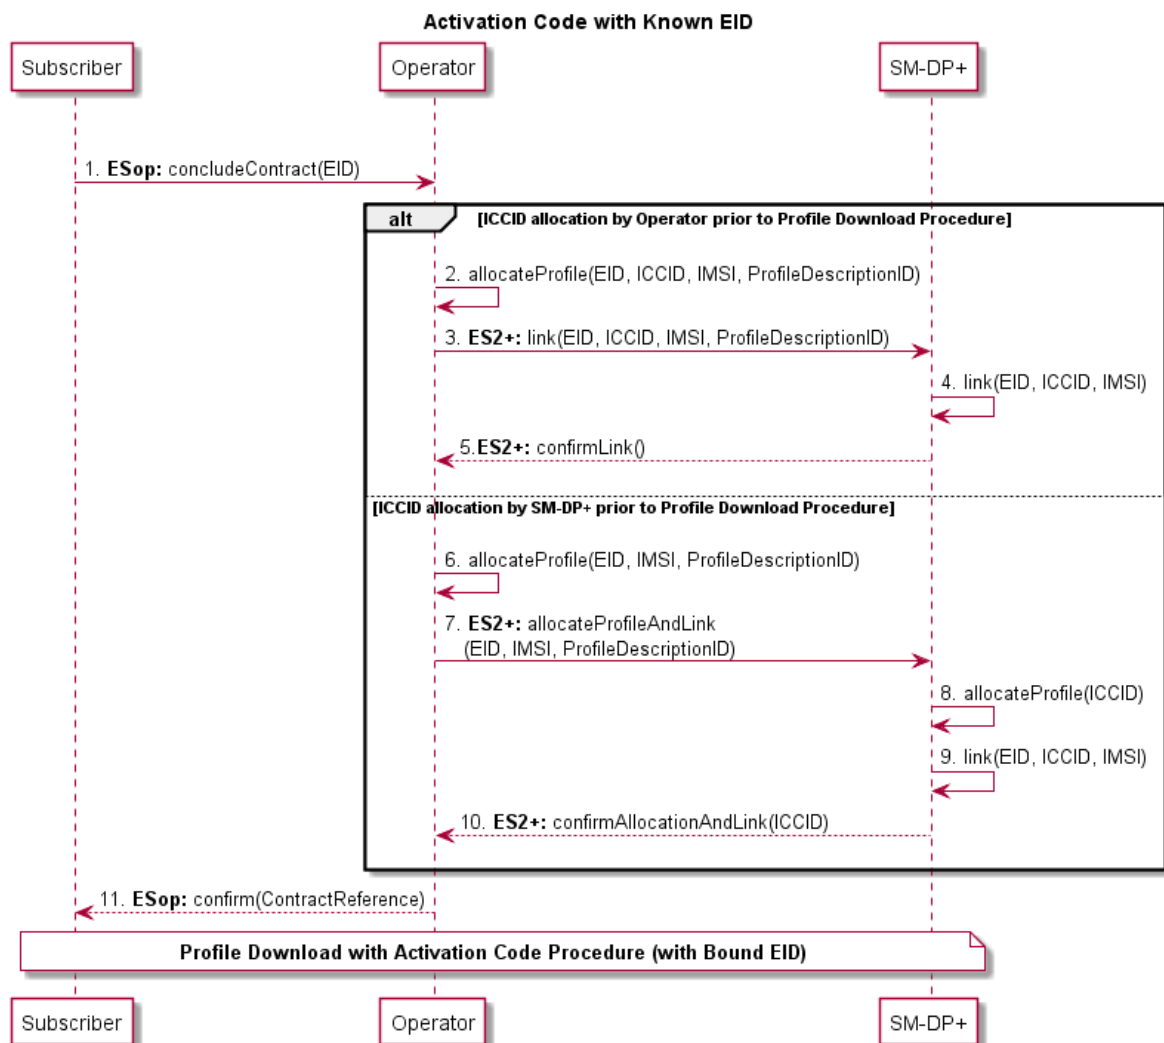 Activation Code with Known EID
Subscriber
Operator
SM-DP+
1. ESop: concludeContract(EID)
alt
[ICCID allocation by Operator prior to Profile Download Procedure]
2. allocateProfile(EID, ICCID, IMSI, ProfileDescriptionID)
3. ES2+: link(EID, ICCID, IMSI, ProfileDescriptionID)
4. link(EID, ICCID, IMSI)
5.ES2+: confirmLink()
[ICCID allocation by SM-DP+ prior to Profile Download Procedure]
6. allocateProfile(EID, IMSI, ProfileDescriptionID)
7. ES2+: allocateProfileAndLink
(EID, IMSI, ProfileDescriptionID)
8. allocateProfile(ICCID)
9. link(EID, ICCID, IMSI)
10. ES2+: confirmAllocationAndLink(ICCID)
11. ESop: confirm(ContractReference)
Profile Download with Activation Code Procedure (with Bound EID)
Subscriber
Operator
SM-DP+